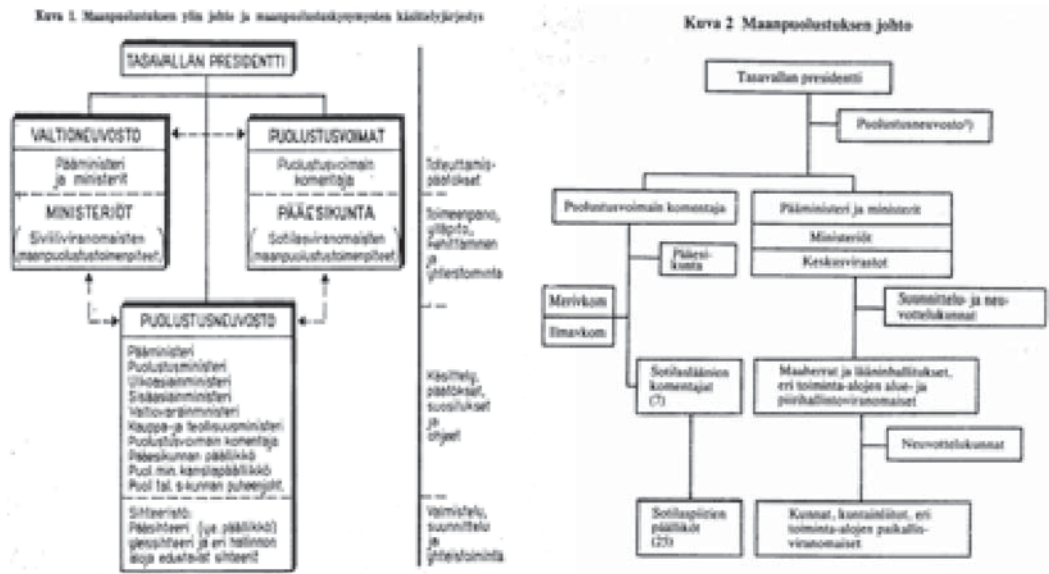 Kuva 1. Maanpuolustuksen ylin johto ja maanpuolustuskysymysten käsittelyjärjestys
TASAVALLAN PRESIDENTTI
VALTIONEUVOSTO
Pääministeri
ja ministerit
MINISTERIÖT
(Siviiliviranomaisten
maanpuolustustoimenpiteet)
PUOLUSTUSVOIMAT
Puolustusvoimain
komentaja
PÄÄESIKUNTA
(Sotilasviranomaisten
maanpuolustustoimenpiteet)
Toteuttamis-
päätökset
Toimeenpano,
ylläpito,
kehittäminen
ja
yhteistoiminta
PUOLUSTUSNEUVOSTO
Pääministeri
Puolustusministeri
Ulkoasiainministeri
Sisäasiainministeri
Valtiovarainministeri
Kauppa-ja teollisuusministeri
Puolustusvoimain komentaja
Pääesikunnan päällikkö
Puol. min. kansliapäällikkö
Puol tal. s-kunnan puheenjoht.
Käsittely,
päätökset,
suositukset
ja
ohjeet
Sihteeristö:
Pääsihteeri
yleissihteeri ja eri hallinnon
aloja edustavat sihteerit
Valmistelu,
suunnittelu
ja
yhteistoiminta
Kuva 2 Maanpuolustuksen johto
Tasavallan presidentti
Puolustusneuvosto
Puolustusvoimain komentaja
Pääesi-
kunta
Merivkom
Ilmavkom
Sotilasläänien
komentajat
(7)
Sotilaspiirien
päälliköt
(23)
Pääministeri ja ministerit
Ministeriöt
Keskusvirastot
Suunnittelu- ja neu-
vottelukunnat
Maaherrat ja lääninhallitukset,
eri toiminta-alojen alue- ja
piirihallintoviranomaiset
Neuvottelukunnat
Kunnat, kuntainliitot, eri
toiminta-alojen paikallis-
viranomaiset